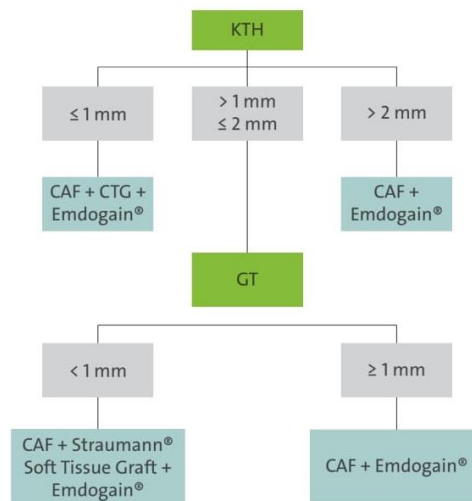 KTH
≤ 1 mm
> 1 mm
≤ 2 mm
> 2 mm
CAF + CTG +
Emdogain®
CAF +
Emdogain®
GT
< 1 mm
≥ 1 mm
CAF + Straumann®
Soft Tissue Graft +
Emdogain®
CAF + Emdogain®